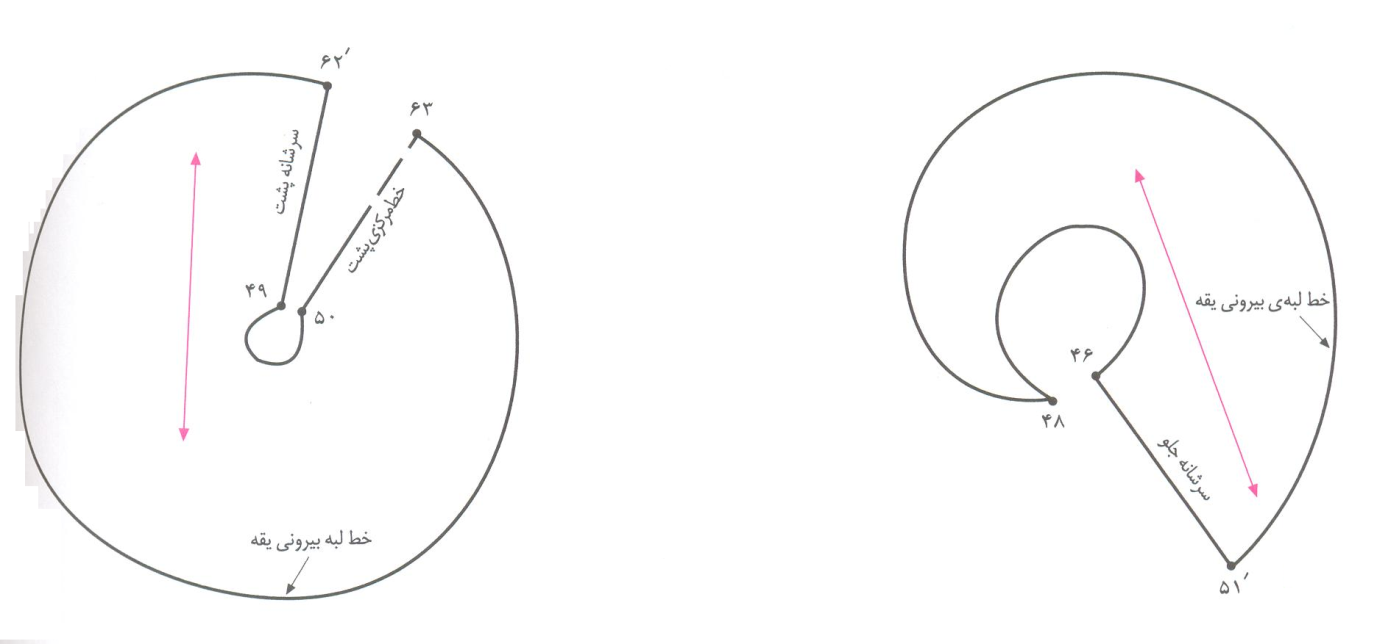 ۶۲′
۶۳
سرشانه پشت
خط مرکزی پشت
۴۹
۵۰
خط لبه بیرونی یقه
خط لبه‌ی بیرونی یقه
۴۶
۴۸
سرشانه جلو
۵۱′